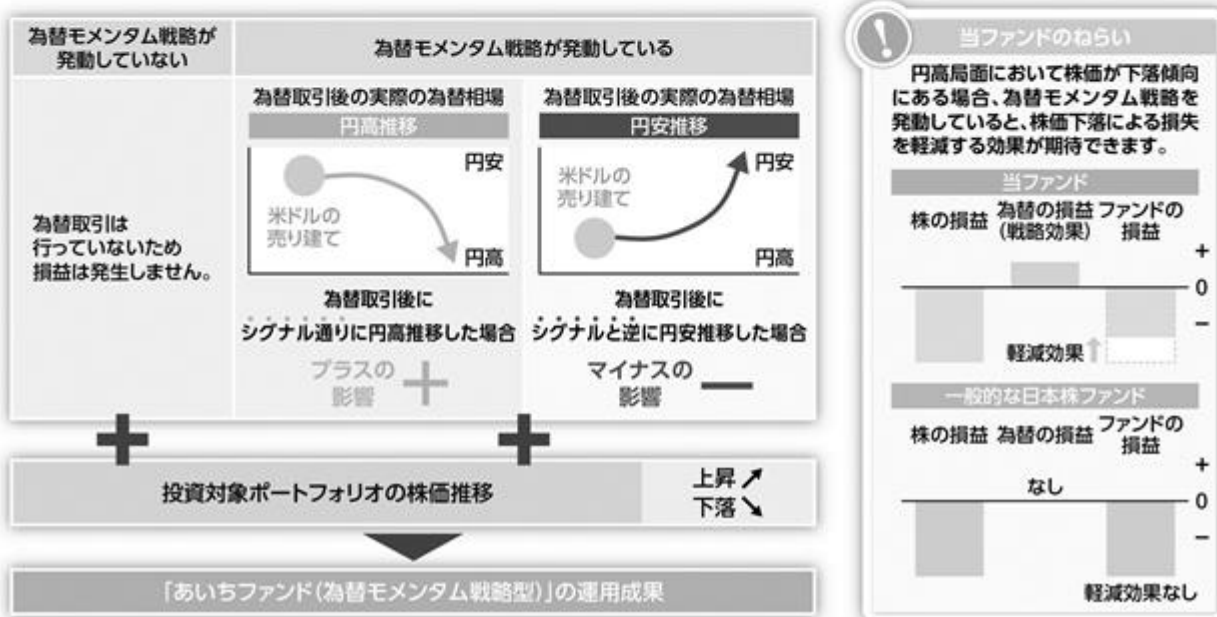 為替モメンタム戦略が
発動していない
為替モメンタム戦略が発動している
為替取引は
行っていないため
損益は発生しません。
為替取引後の実際の為替相場
円高推移
円安
米ドルの
売り建て
円高
為替取引後に
シグナル通りに円高推移した場合
プラスの
影響
+
為替取引後の実際の為替相場
円安推移
円安
米ドルの
売り建て
円高
為替取引後に
シグナルと逆に円安推移した場合
マイナスの
影響
−
+
+
投資対象ポートフォリオの株価推移
上昇↗
下落↘
「あいちファンド(為替モメンタム戦略型)」の運用成果
!
当ファンドのねらい
円高局面において株価が下落傾向
にある場合、為替モメンタム戦略を
発動していると、株価下落による損失
を軽減する効果が期待できます。
当ファンド
株の損益
為替の損益
(戦略効果)
ファンドの
損益
+
0
−
軽減効果↑
一般的な日本株ファンド
株の損益
為替の損益
ファンドの
損益
なし
+
0
−
軽減効果なし